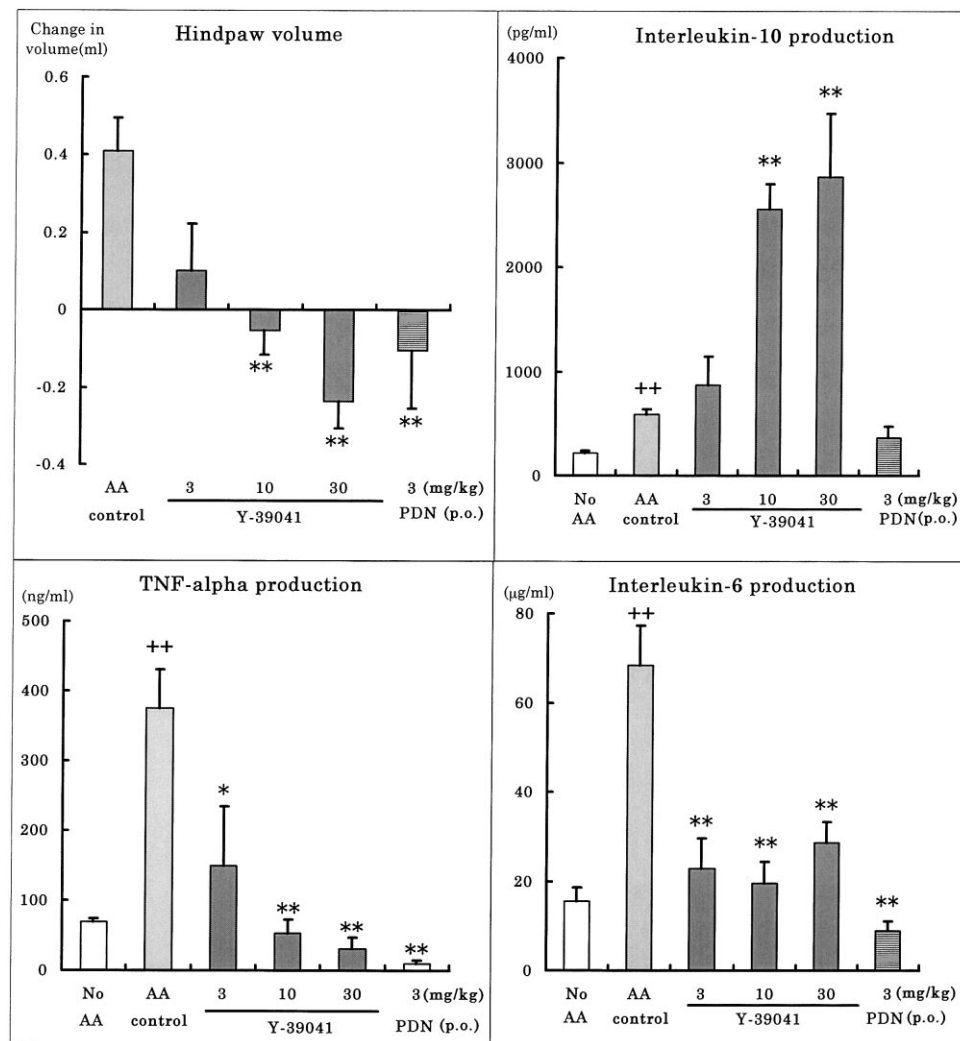 Hindpaw volume
Change in
volume(ml)
0.6
0.4
0.2
0
-0.2
-0.4
**
**
**
AA 3 10 30 3 (mg/kg)
control Y-39041 PDN (p.o.)
Interleukin-10 production
(pg/ml)
4000
3000
2000
1000
0
++
**
**
No AA 3 10 30 3 (mg/kg)
AA control Y-39041 PDN(p.o.)
TNF-alpha production
(ng/ml)
500
400
300
200
100
0
++
*
**
**
**
No AA 3 10 30 3 (mg/kg)
AA control Y-39041 PDN (p.o.)
Interleukin-6 production
(μg/ml)
80
60
40
20
0
++
**
**
**
**
No AA 3 10 30 3 (mg/kg)
AA control Y-39041 PDN (p.o.)